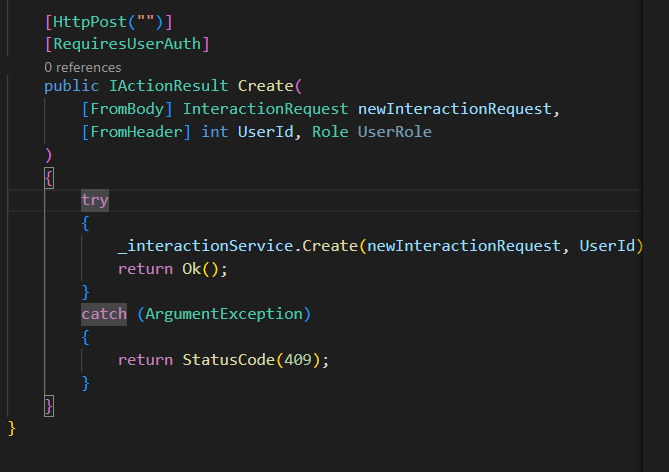 [HttpPost("")]
[RequiresUserAuth]
0 references
public IActionResult Create(
[FromBody] InteractionRequest newInteractionRequest,
[FromHeader] int UserId, Role UserRole
)
{
try
{
_interactionService.Create(newInteractionRequest, UserId)
return Ok();
}
catch (ArgumentException)
{
return StatusCode(409);
}
}
}